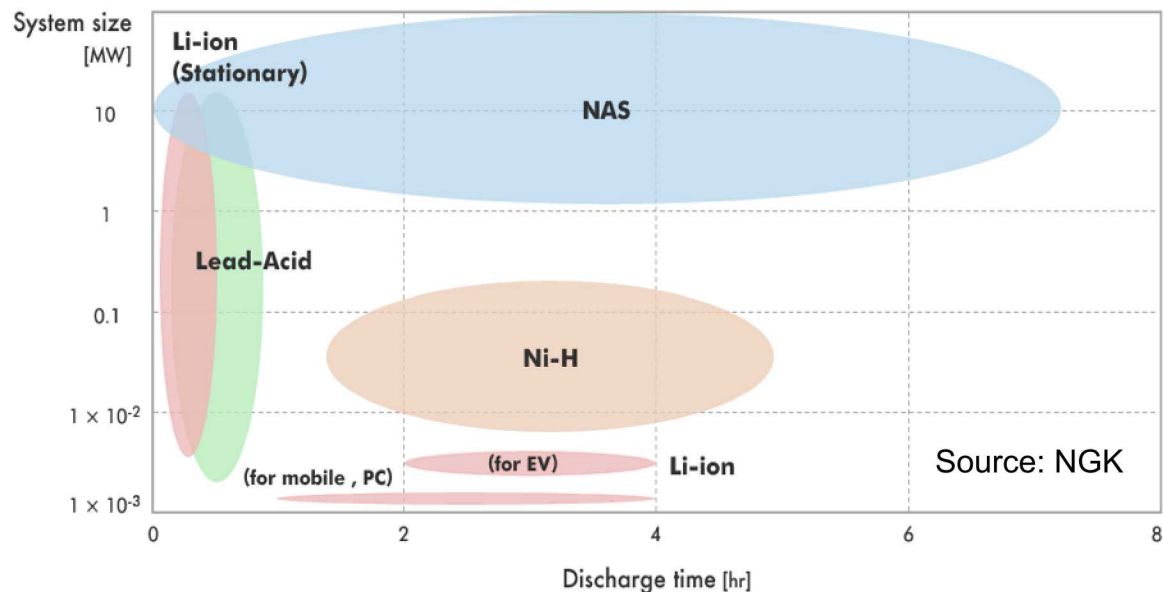 System size
[MW]
Li-ion
(Stationary)
NAS
10
1
Lead-Acid
0.1
Ni-H
1 × 10⁻²
(for mobile , PC)
(for EV)
Li-ion
Source: NGK
1 × 10⁻³
0
2
4
6
8
Discharge time [hr]